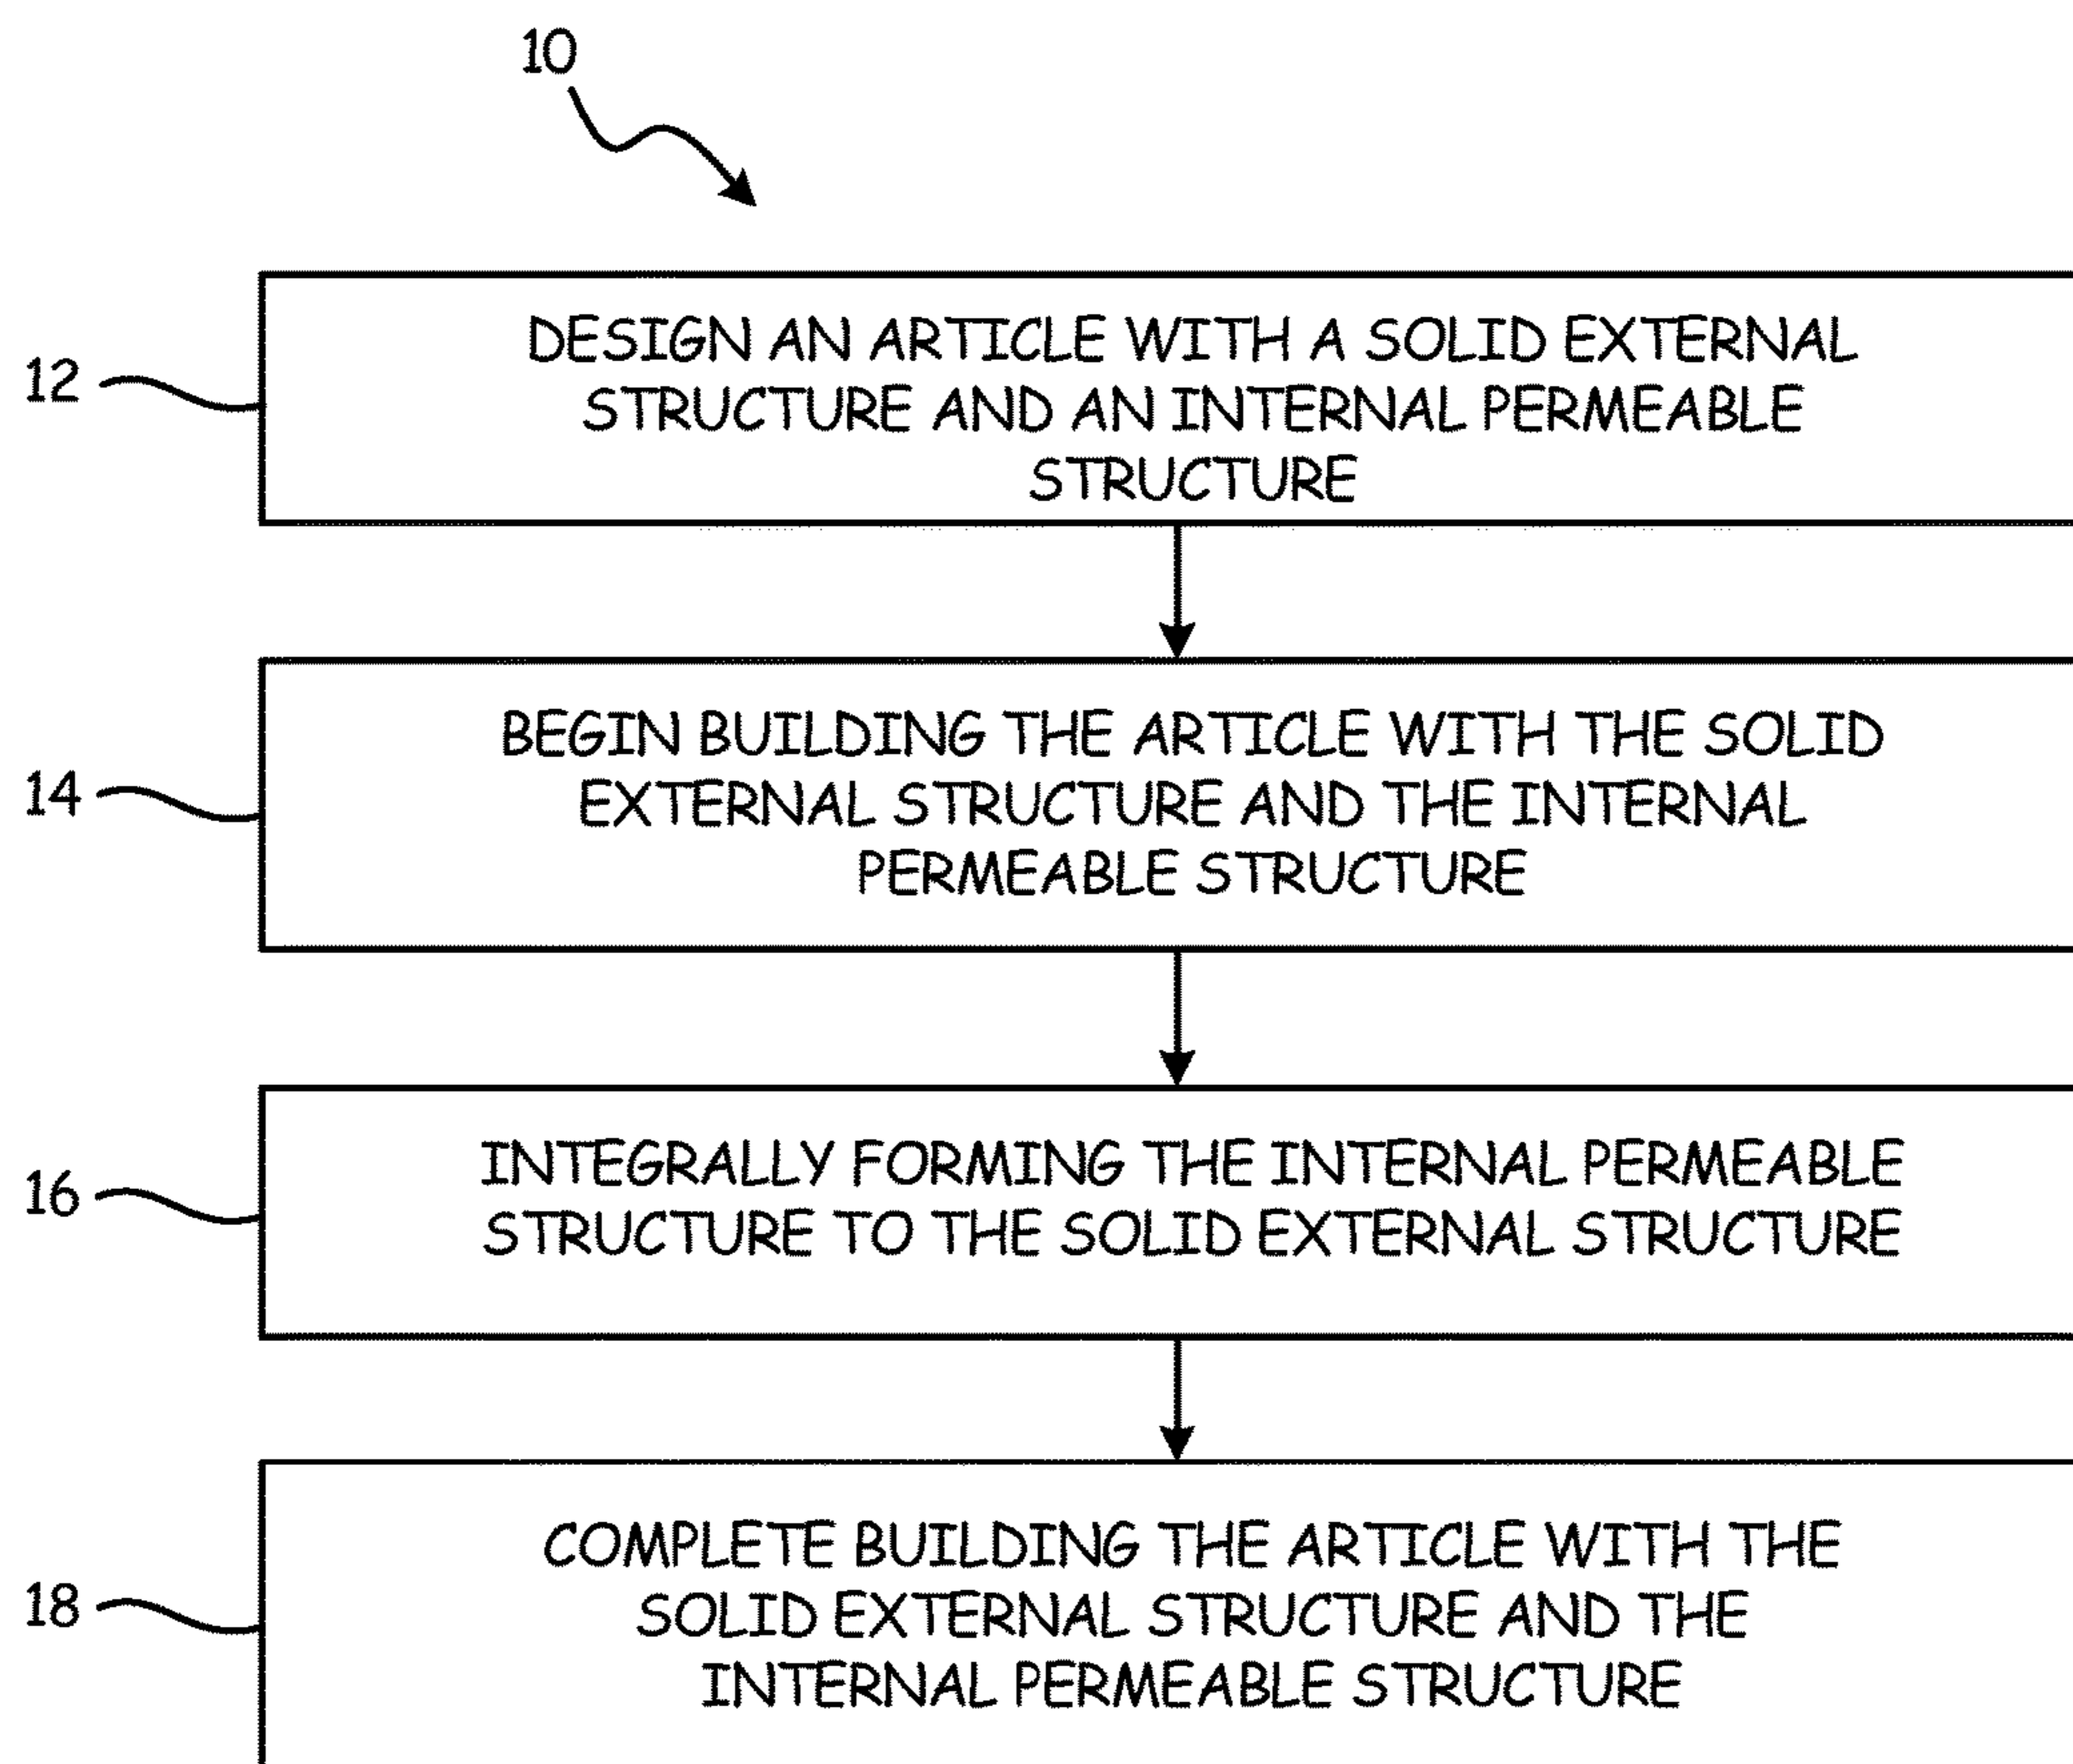 10
12
DESIGN AN ARTICLE WITH A SOLID EXTERNAL
STRUCTURE AND AN INTERNAL PERMEABLE
STRUCTURE
14
BEGIN BUILDING THE ARTICLE WITH THE SOLID
EXTERNAL STRUCTURE AND THE INTERNAL
PERMEABLE STRUCTURE
16
INTEGRALLY FORMING THE INTERNAL PERMEABLE
STRUCTURE TO THE SOLID EXTERNAL STRUCTURE
18
COMPLETE BUILDING THE ARTICLE WITH THE
SOLID EXTERNAL STRUCTURE AND THE
INTERNAL PERMEABLE STRUCTURE